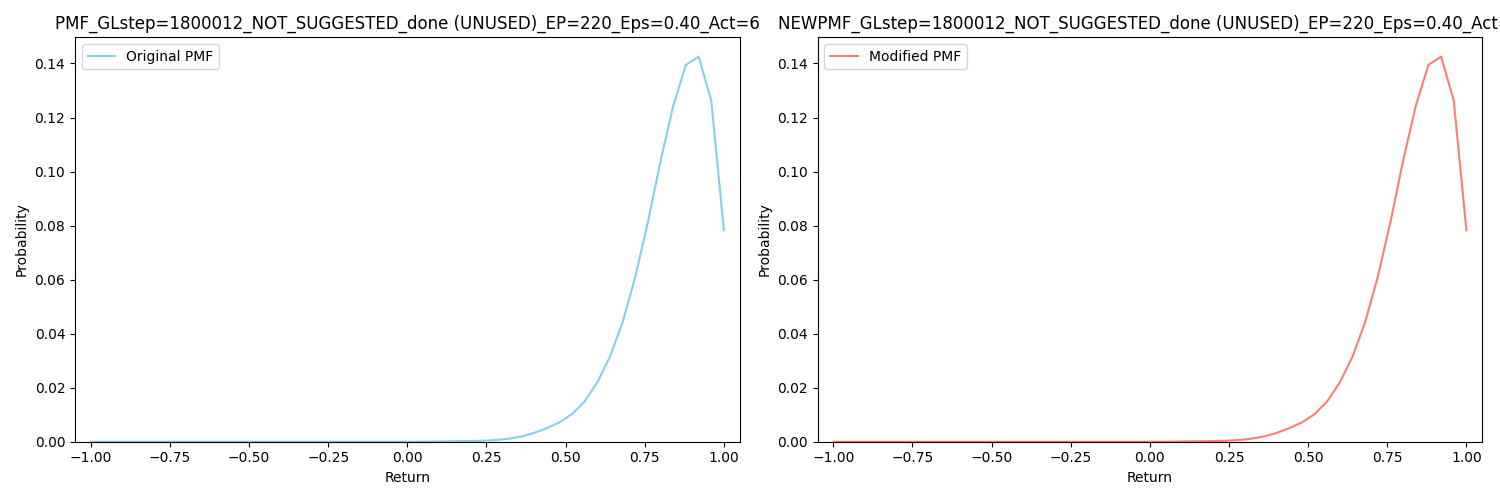 PMF_GLstep=1800012_NOT_SUGGESTED_done (UNUSED)_EP=220_Eps=0.40_Act=6
Original PMF
Probability
0.14
0.12
0.10
0.08
0.06
0.04
0.02
0.00
−1.00 −0.75 −0.50 −0.25 0.00 0.25 0.50 0.75 1.00
Return
NEWPMF_GLstep=1800012_NOT_SUGGESTED_done (UNUSED)_EP=220_Eps=0.40_Act=
Modified PMF
Probability
0.14
0.12
0.10
0.08
0.06
0.04
0.02
0.00
−1.00 −0.75 −0.50 −0.25 0.00 0.25 0.50 0.75 1.00
Return